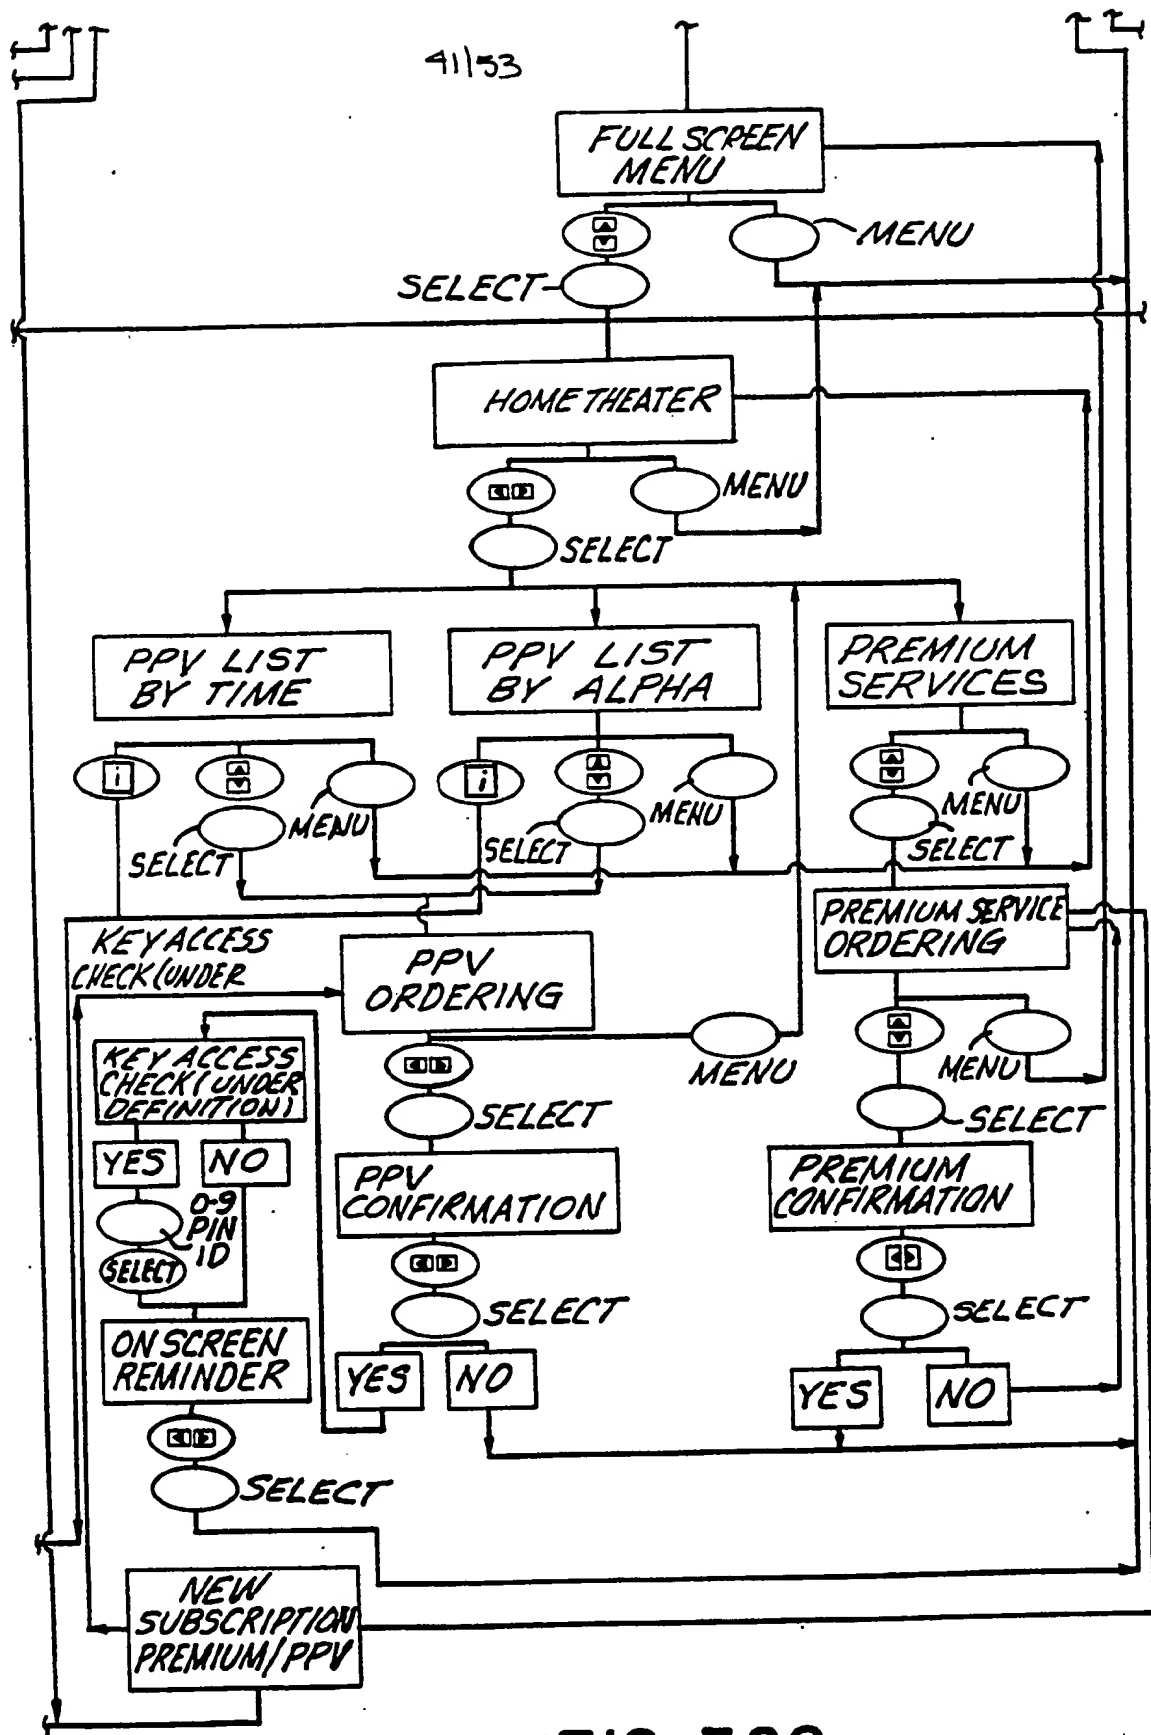 41/53
FULL SCREEN
MENU
MENU
SELECT
HOME THEATER
MENU
SELECT
PPV LIST
BY TIME
PPV LIST
BY ALPHA
PREMIUM
SERVICES
i
MENU
SELECT
i
MENU
SELECT
MENU
SELECT
KEY ACCESS
CHECK (UNDER
PPV
ORDERING
PREMIUM SERVICE
ORDERING
KEY ACCESS
CHECK (UNDER
DEFINITION)
MENU
MENU
SELECT
SELECT
YES
NO
PPV
CONFIRMATION
PREMIUM
CONFIRMATION
0-9
PIN
ID
SELECT
SELECT
SELECT
ON SCREEN
REMINDER
YES
NO
YES
NO
SELECT
NEW
SUBSCRIPTION
PREMIUM/PPV